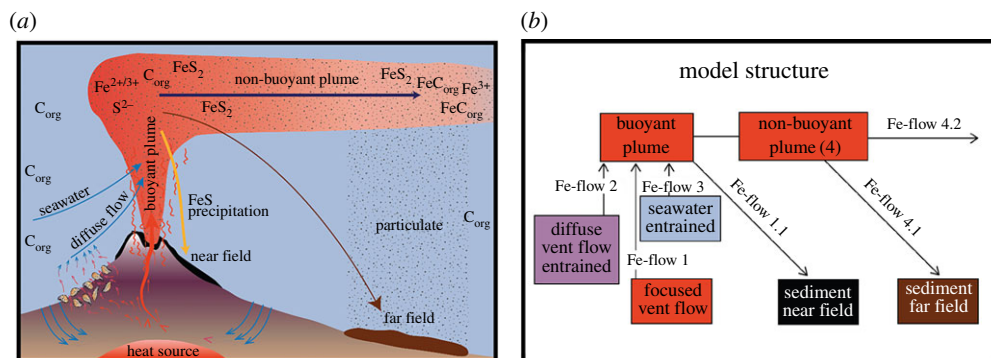 (a)
Fe2+/3+ Corg FeS2
S2−
FeS2
non-buoyant plume
FeS2
FeCorg Fe3+
FeCorg
Corg
Corg
seawater
Corg
diffuse flow
buoyant plume
FeS
precipitation
near field
particulate
Corg
far field
heat source
(b)
model structure
buoyant
plume
non-buoyant
plume (4)
Fe-flow 4.2
Fe-flow 2
Fe-flow 3
Fe-flow 1.1
Fe-flow 4.1
seawater
entrained
diffuse
vent flow
entrained
Fe-flow 1
focused
vent flow
sediment
near field
sediment
far field